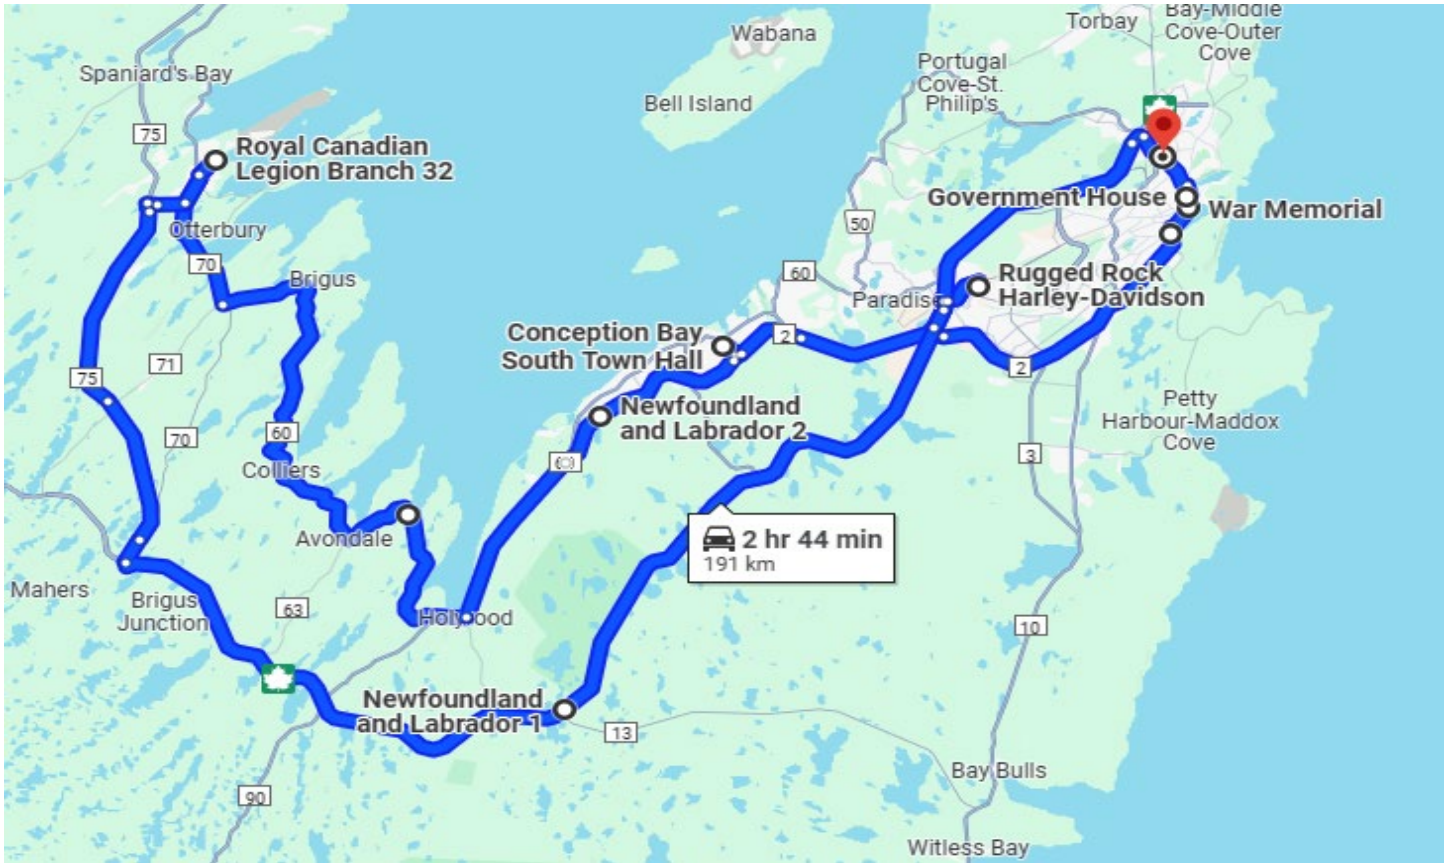 Bay-Middle
Cove-Outer
Cove
Torbay
Wabana
Portugal
Cove-St.
Philip's
Spaniard's Bay
Bell Island
75
Royal Canadian
Legion Branch 32
Government House
War Memorial
50
Otterbury
70
Brigus
60
Rugged Rock
Harley-Davidson
Paradise
Conception Bay
South Town Hall
2
71
75
2
Newfoundland
and Labrador 2
Petty
Harbour-Maddox
Cove
70
60
3
Colliers
Avondale
2 hr 44 min
191 km
Mahers
Brigus
Junction
63
Holyrood
10
Newfoundland
and Labrador 1
13
Bay Bulls
90
Witless Bay